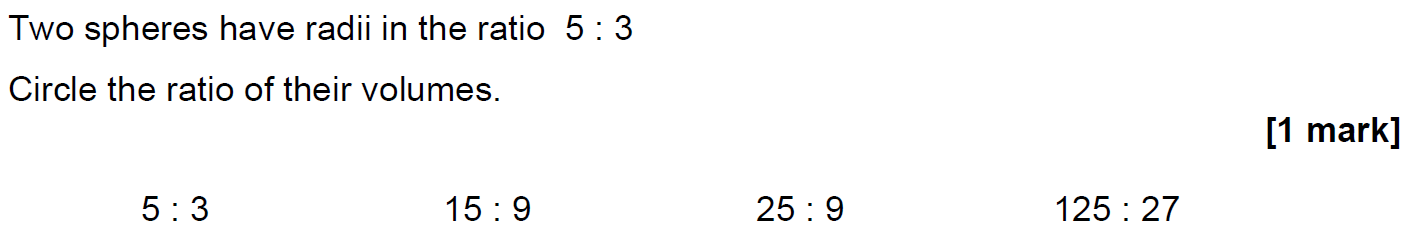 Two spheres have radii in the ratio  5 : 3
Circle the ratio of their volumes.
[1 mark]
5 : 3 15 : 9 25 : 9 125 : 27